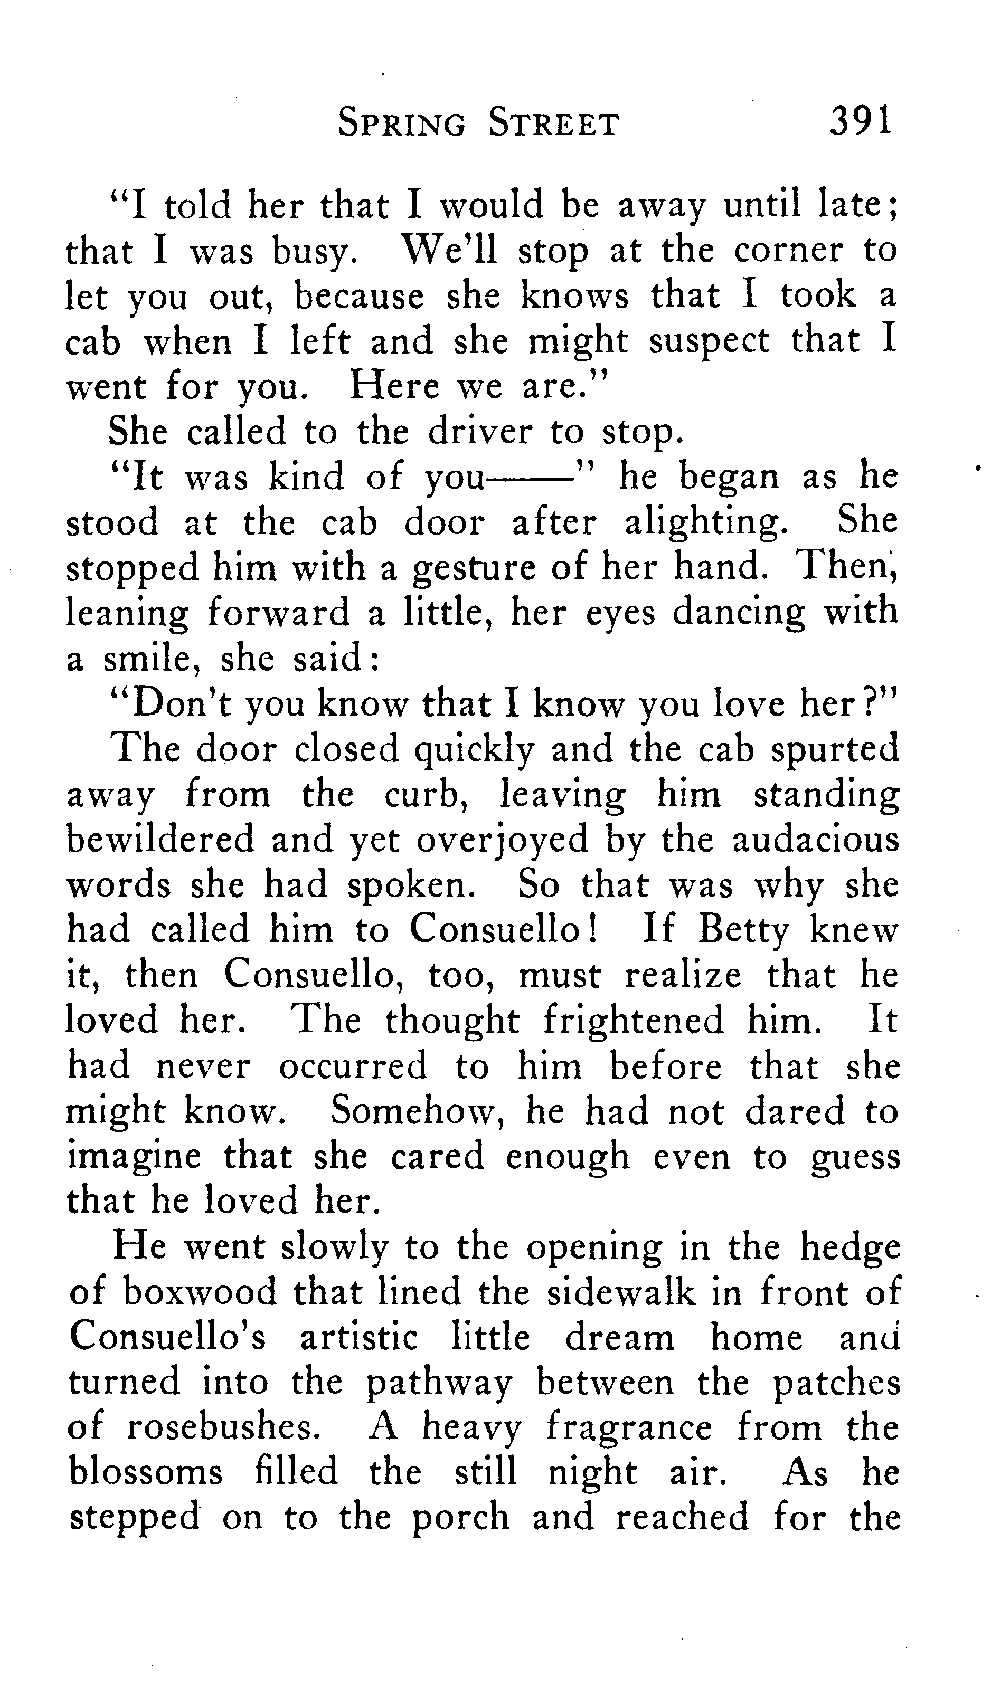 SPRING STREET 391
"I told her that I would be away until late;
that I was busy. We'll stop at the corner to
let you out, because she knows that I took a
cab when I left and she might suspect that I
went for you. Here we are."
She called to the driver to stop.
"It was kind of you——" he began as he
stood at the cab door after alighting. She
stopped him with a gesture of her hand. Then,
leaning forward a little, her eyes dancing with
a smile, she said:
"Don't you know that I know you love her?"
The door closed quickly and the cab spurted
away from the curb, leaving him standing
bewildered and yet overjoyed by the audacious
words she had spoken. So that was why she
had called him to Consuello! If Betty knew
it, then Consuello, too, must realize that he
loved her. The thought frightened him. It
had never occurred to him before that she
might know. Somehow, he had not dared to
imagine that she cared enough even to guess
that he loved her.
He went slowly to the opening in the hedge
of boxwood that lined the sidewalk in front of
Consuello's artistic little dream home and
turned into the pathway between the patches
of rosebushes. A heavy fragrance from the
blossoms filled the still night air. As he
stepped on to the porch and reached for the